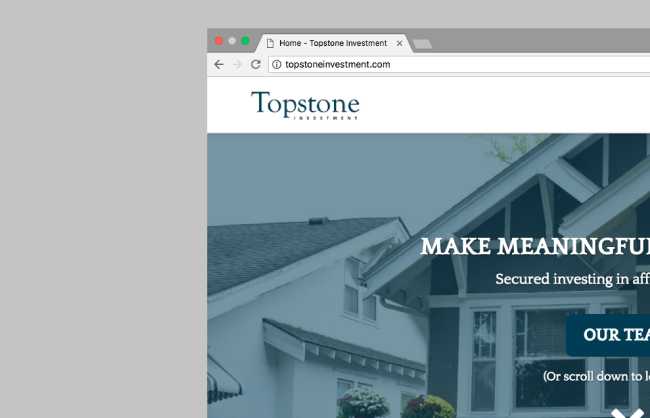 Home - Topstone Investment
topstoneinvestment.com
Topstone
INVESTMENT
MAKE MEANINGFU
Secured investing in aff
OUR TEA
(Or scroll down to l